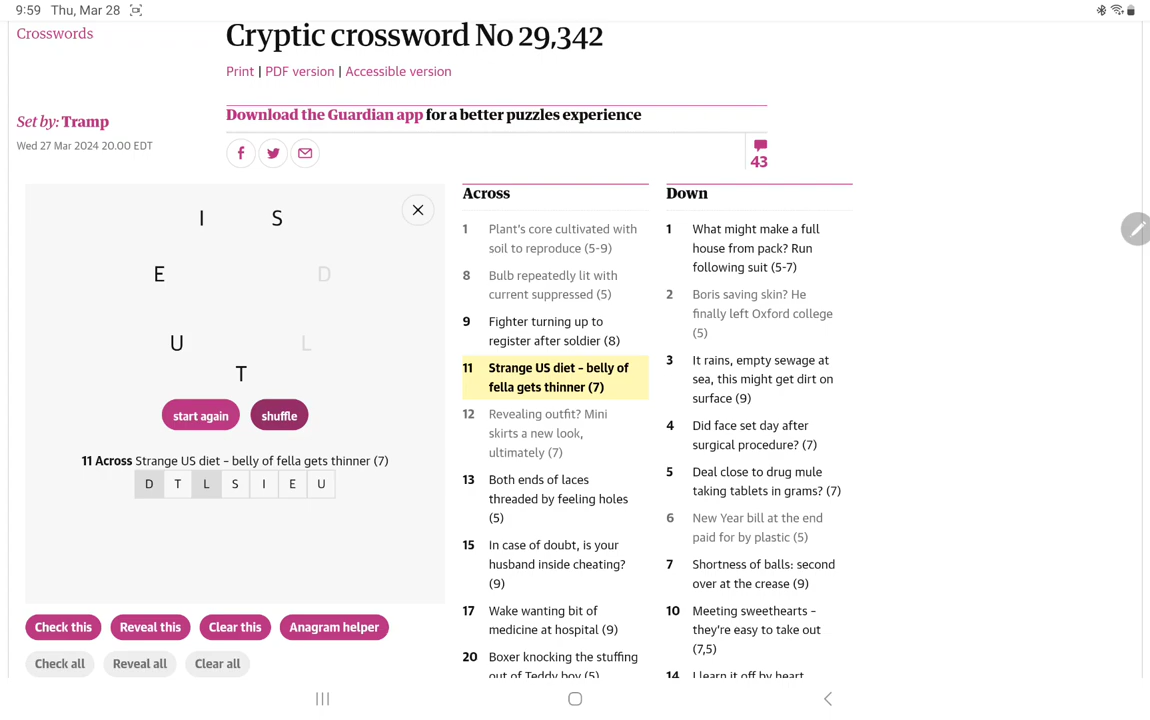 9:59 Thu, Mar 28
Crosswords
Cryptic crossword No 29,342
Print | PDF version | Accessible version
Set by: Tramp
Wed 27 Mar 2024 20.00 EDT
Download the Guardian app for a better puzzles experience
43
I S
E D
U L
T
start again
shuffle
11 Across Strange US diet – belly of fella gets thinner (7)
D T L S I E U
Check this
Reveal this
Clear this
Anagram helper
Check all
Reveal all
Clear all
Across
1 Plant's core cultivated with
soil to reproduce (5-9)
8 Bulb repeatedly lit with
current suppressed (5)
9 Fighter turning up to
register after soldier (8)
11 Strange US diet – belly of
fella gets thinner (7)
12 Revealing outfit? Mini
skirts a new look,
ultimately (7)
13 Both ends of laces
threaded by feeling holes
(5)
15 In case of doubt, is your
husband inside cheating?
(9)
17 Wake wanting bit of
medicine at hospital (9)
20 Boxer knocking the stuffing
out of Teddy boy (5)
Down
1 What might make a full
house from pack? Run
following suit (5-7)
2 Boris saving skin? He
finally left Oxford college
(5)
3 It rains, empty sewage at
sea, this might get dirt on
surface (9)
4 Did face set day after
surgical procedure? (7)
5 Deal close to drug mule
taking tablets in grams? (7)
6 New Year bill at the end
paid for by plastic (5)
7 Shortness of balls: second
over at the crease (9)
10 Meeting sweethearts –
they're easy to take out
(7,5)
14 I learn it off by heart